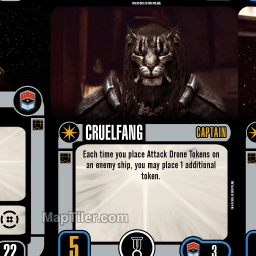 CRUELFANG
CAPTAIN
Each time you place Attack Drone Tokens on
an enemy ship, you may place 1 additional
token.
MapTiler.com
22
5
3